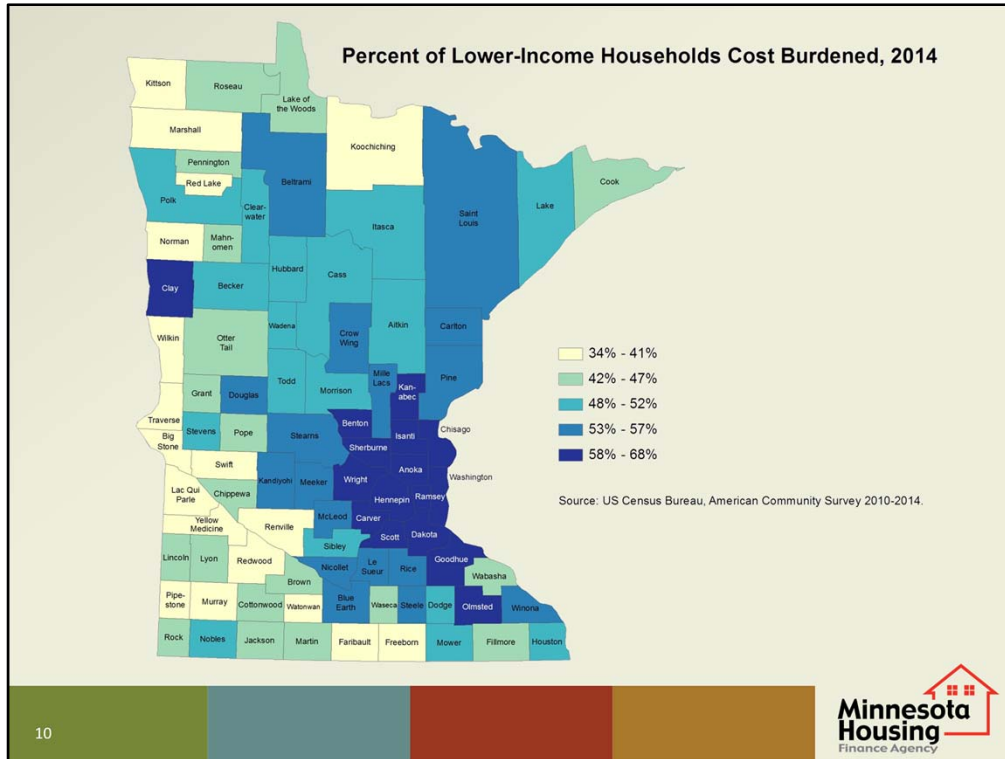 Percent of Lower-Income Households Cost Burdened, 2014
Kittson
Roseau
Lake of
the Woods
Marshall
Koochiching
Pennington
Red Lake
Beltrami
Polk
Clear-
water
Saint
Louis
Lake
Cook
Itasca
Norman
Mahn-
omen
Hubbard
Cass
Clay
Becker
Wadena
Aitkin
Crow
Wing
Carlton
Wilkin
Otter
Tail
Pine
Mille
Lacs
Kan-
abec
Todd
Morrison
Grant
Douglas
Traverse
Stevens
Pope
Stearns
Benton
Isanti
Chisago
Big
Stone
Sherburne
Swift
Anoka
Washington
Kandiyohi
Meeker
Wright
Hennepin
Ramsey
Lac Qui
Parle
Chippewa
Carver
McLeod
Yellow
Medicine
Renville
Scott
Dakota
Sibley
Lincoln
Lyon
Redwood
Nicollet
Le
Sueur
Rice
Goodhue
Wabasha
Brown
Pipe-
stone
Murray
Cottonwood
Watonwan
Blue
Earth
Waseca
Steele
Dodge
Olmsted
Winona
Rock
Nobles
Jackson
Martin
Faribault
Freeborn
Mower
Fillmore
Houston
34% - 41%
42% - 47%
48% - 52%
53% - 57%
58% - 68%
Source: US Census Bureau, American Community Survey 2010-2014.
10
Minnesota
Housing
Finance Agency